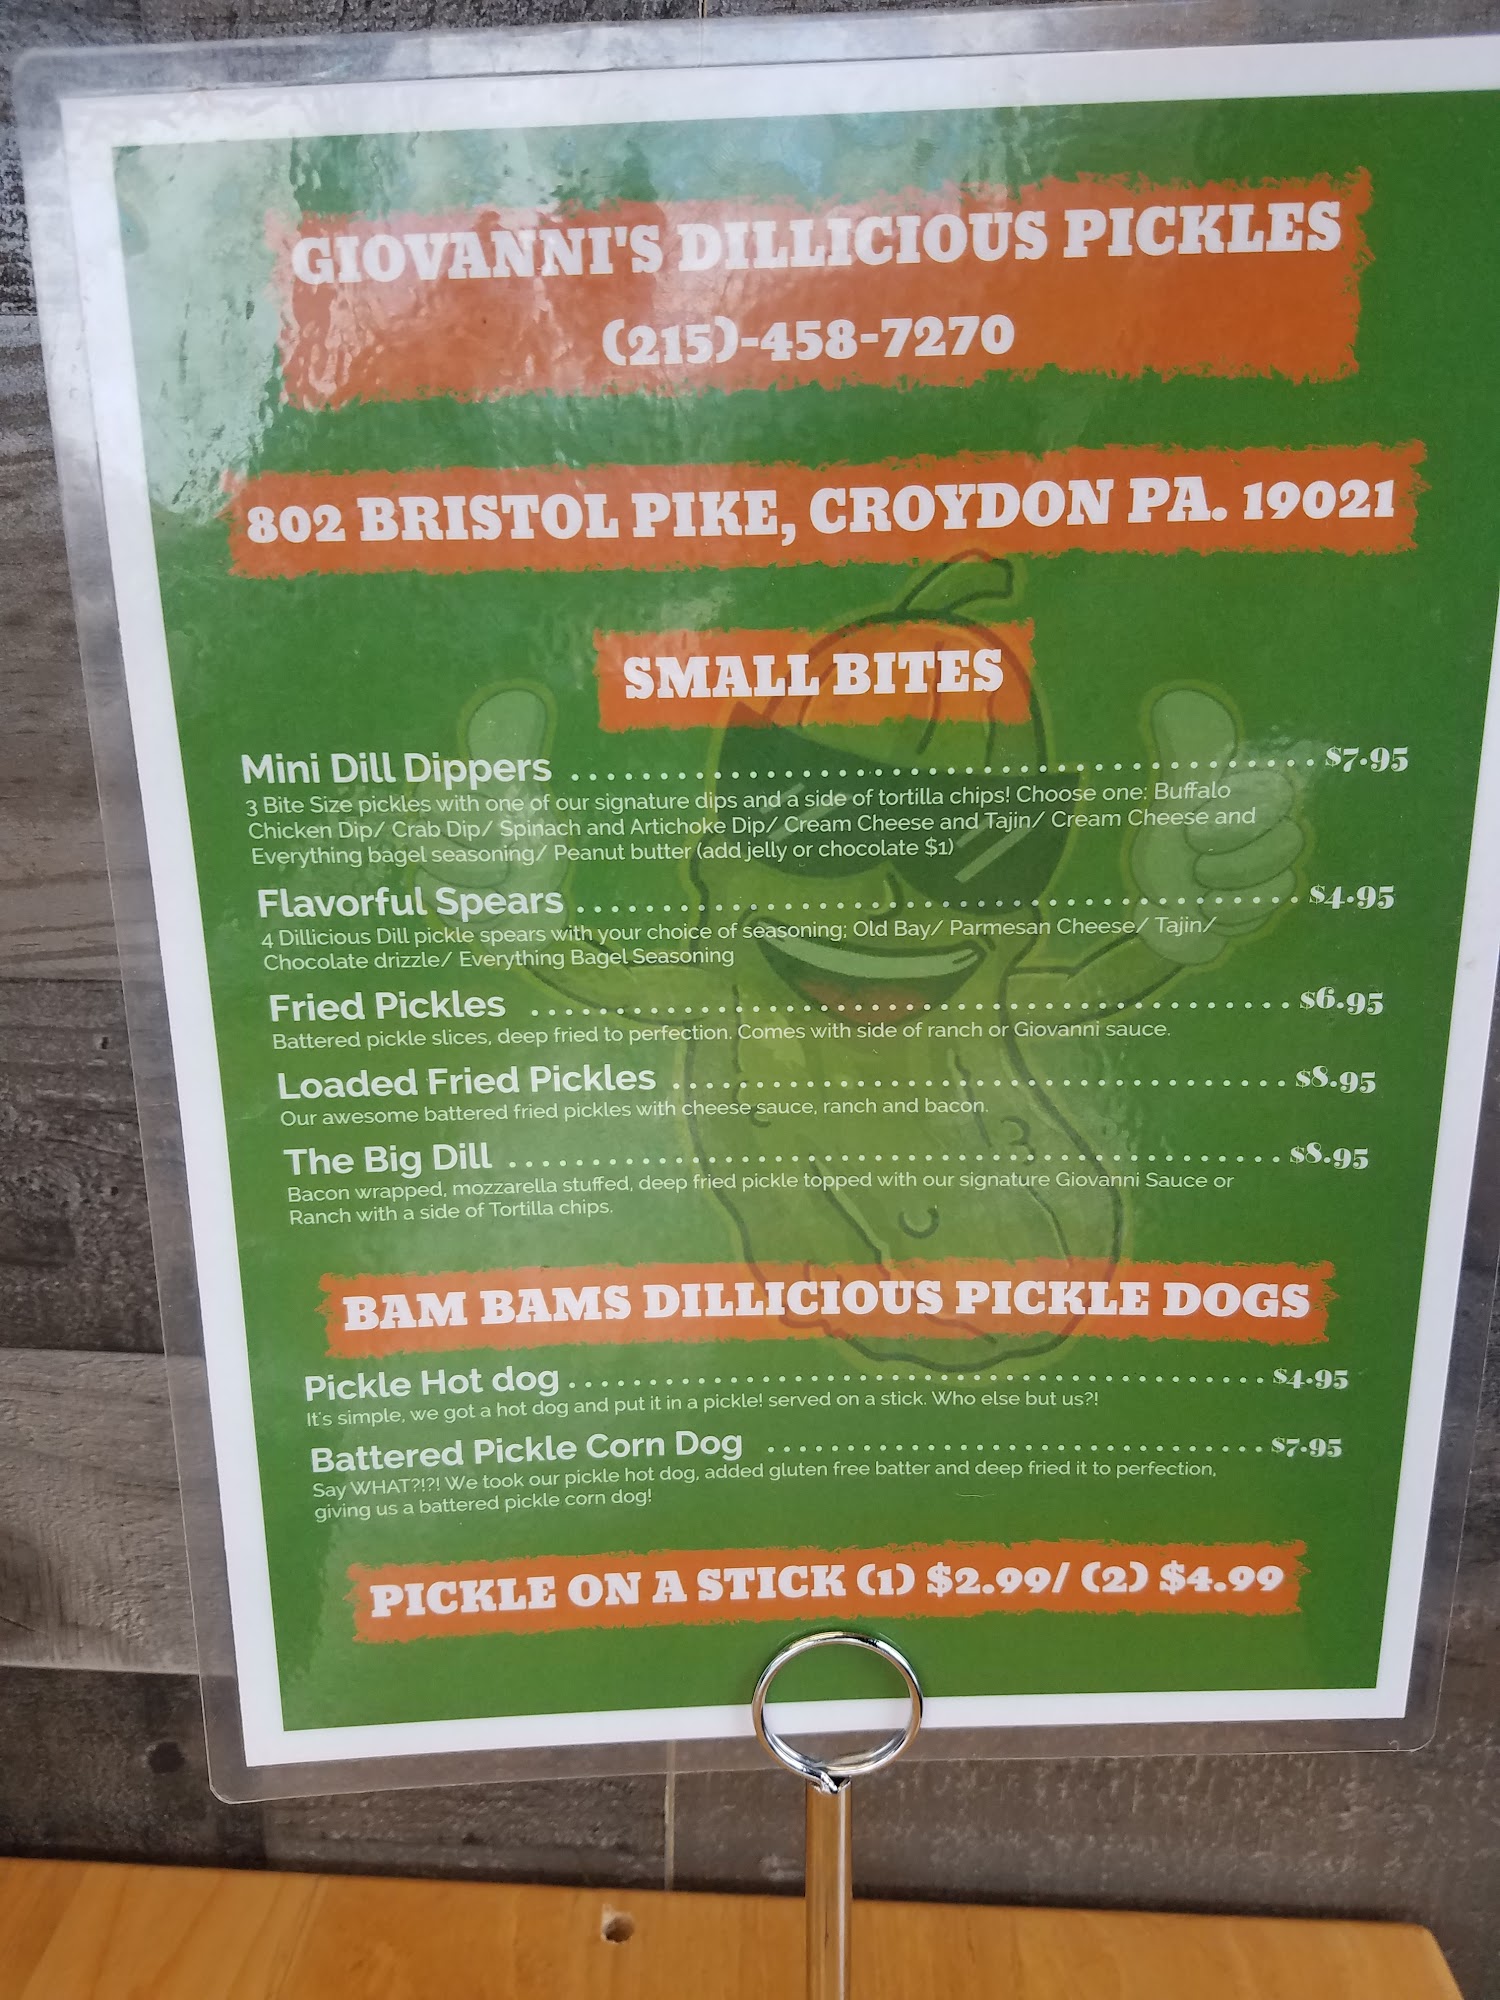 GIOVANNI'S DILLICIOUS PICKLES
(215)-458-7270
802 BRISTOL PIKE, CROYDON PA. 19021
SMALL BITES
Mini Dill Dippers ........................................ $7.95
3 Bite Size pickles with one of our signature dips and a side of tortilla chips! Choose one: Buffalo
Chicken Dip/ Crab Dip/ Spinach and Artichoke Dip/ Cream Cheese and Tajin/ Cream Cheese and
Everything bagel seasoning/ Peanut butter (add jelly or chocolate $1)
Flavorful Spears ........................................ $4.95
4 Dillicious Dill pickle spears with your choice of seasoning; Old Bay/ Parmesan Cheese/ Tajin/
Chocolate drizzle/ Everything Bagel Seasoning
Fried Pickles ........................................ $6.95
Battered pickle slices, deep fried to perfection. Comes with side of ranch or Giovanni sauce.
Loaded Fried Pickles ........................................ $8.95
Our awesome battered fried pickles with cheese sauce, ranch and bacon.
The Big Dill ........................................ $8.95
Bacon wrapped, mozzarella stuffed, deep fried pickle topped with our signature Giovanni Sauce or
Ranch with a side of Tortilla chips.
BAM BAMS DILLICIOUS PICKLE DOGS
Pickle Hot dog ........................................ $4.95
It's simple, we got a hot dog and put it in a pickle! served on a stick. Who else but us?!
Battered Pickle Corn Dog ........................................ $7.95
Say WHAT?!?! We took our pickle hot dog, added gluten free batter and deep fried it to perfection,
giving us a battered pickle corn dog!
PICKLE ON A STICK (1) $2.99/ (2) $4.99